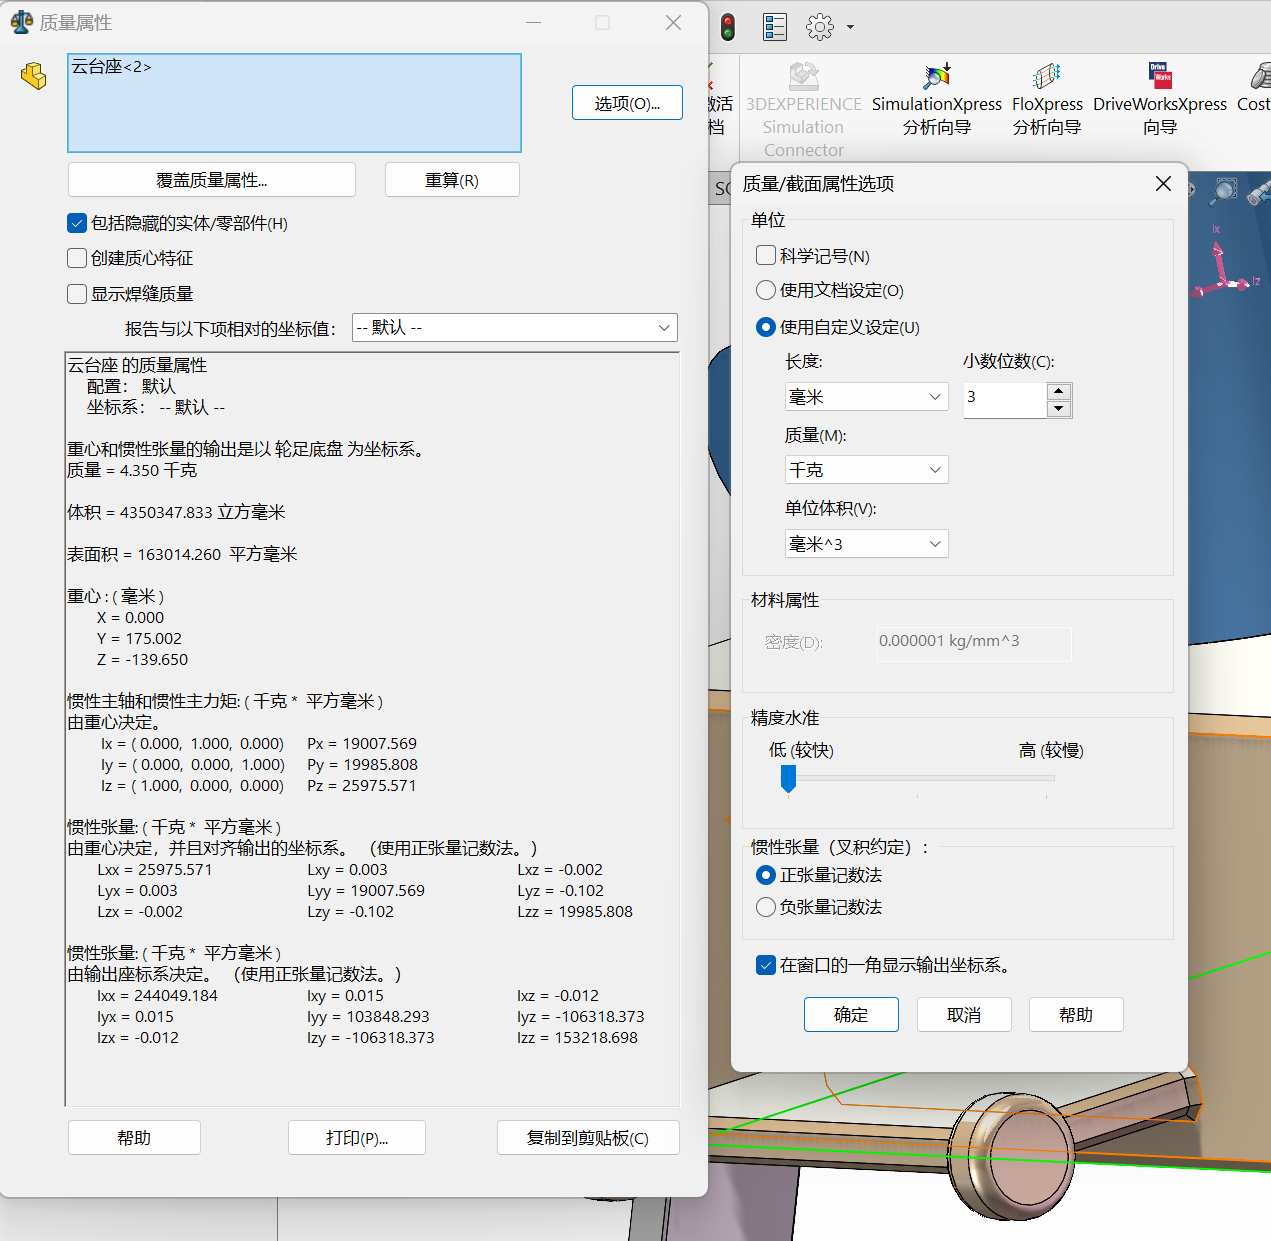 质量属性
云台座<2>
选项(O)...
覆盖质量属性...
重算(R)
包括隐藏的实体/零部件(H)
创建质心特征
显示焊缝质量
报告与以下项相对的坐标值：
-- 默认 --
云台座 的质量属性
配置： 默认
坐标系： -- 默认 --
重心和惯性张量的输出是以 轮足底盘 为坐标系。
质量 = 4.350 千克
体积 = 4350347.833 立方毫米
表面积 = 163014.260 平方毫米
重心 : ( 毫米 )
X = 0.000
Y = 175.002
Z = -139.650
惯性主轴和惯性主力矩: ( 千克 * 平方毫米 )
由重心决定。
Ix = ( 0.000, 1.000, 0.000) Px = 19007.569
Iy = ( 0.000, 0.000, 1.000) Py = 19985.808
Iz = ( 1.000, 0.000, 0.000) Pz = 25975.571
惯性张量: ( 千克 * 平方毫米 )
由重心决定，并且对齐输出的坐标系。 （使用正张量记数法。）
Lxx = 25975.571 Lxy = 0.003 Lxz = -0.002
Lyx = 0.003 Lyy = 19007.569 Lyz = -0.102
Lzx = -0.002 Lzy = -0.102 Lzz = 19985.808
惯性张量: ( 千克 * 平方毫米 )
由输出座标系决定。 （使用正张量记数法。）
Ixx = 244049.184 Ixy = 0.015 Ixz = -0.012
Iyx = 0.015 Iyy = 103848.293 Iyz = -106318.373
Izx = -0.012 Izy = -106318.373 Izz = 153218.698
帮助
打印(P)...
复制到剪贴板(C)
3DEXPERIENCE
Simulation
Connector
SimulationXpress
分析向导
FloXpress
分析向导
Drive
Works
DriveWorksXpress
向导
Cost
激活
档
质量/截面属性选项
单位
科学记号(N)
使用文档设定(O)
使用自定义设定(U)
长度:
小数位数(C):
毫米
3
质量(M):
千克
单位体积(V):
毫米^3
材料属性
密度(D):
0.000001 kg/mm^3
精度水准
低 (较快)
高 (较慢)
惯性张量（叉积约定）:
正张量记数法
负张量记数法
在窗口的一角显示输出坐标系。
确定
取消
帮助
Ix
Iz